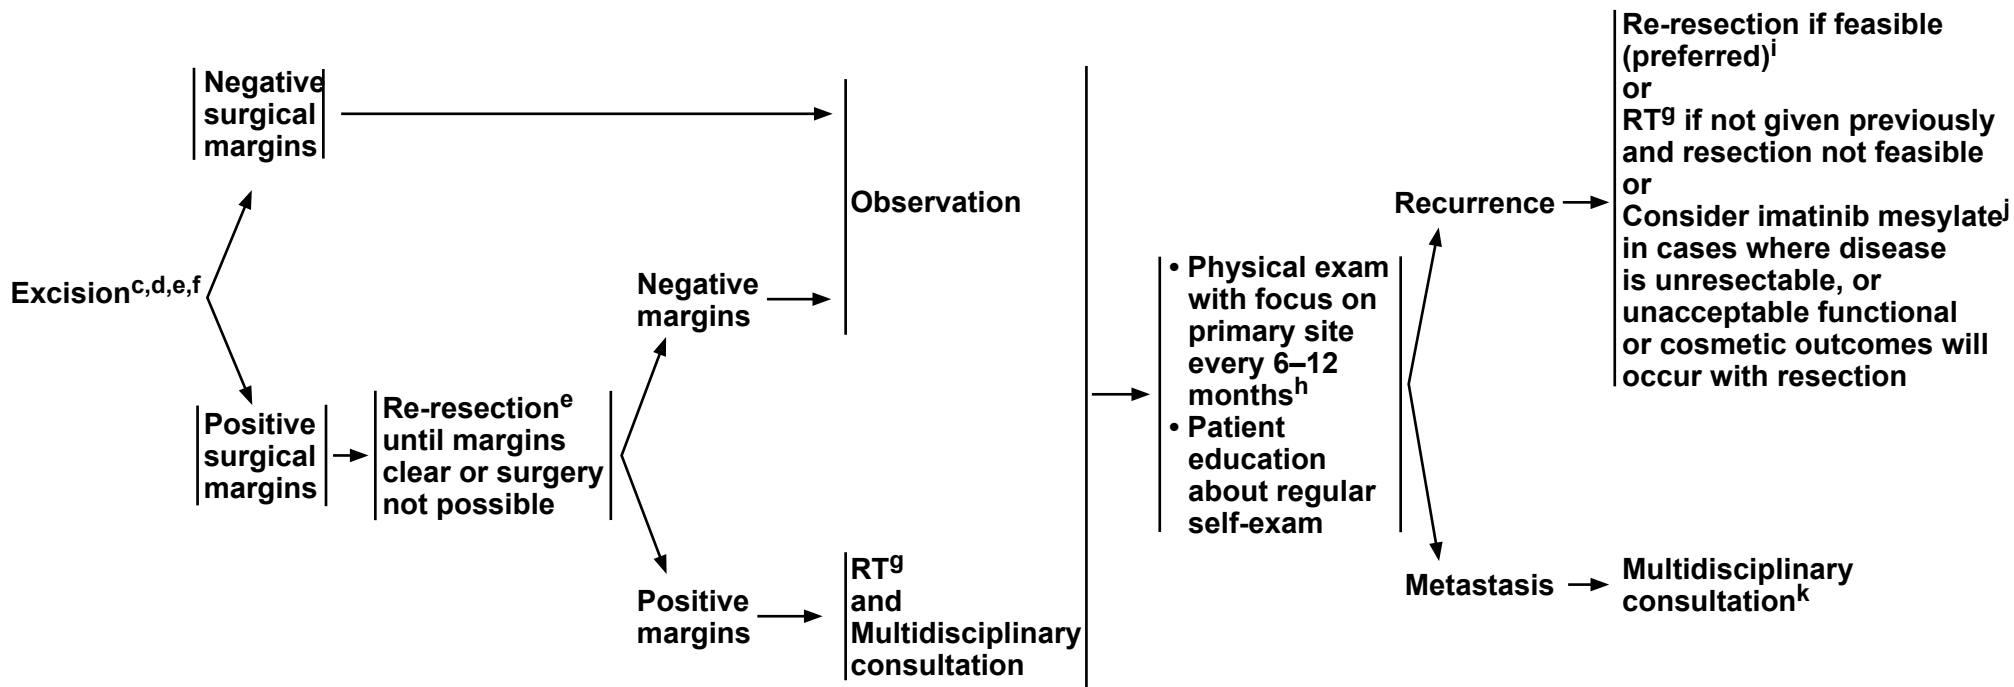 Negative
surgical
margins
Excisionc,d,e,f
Positive
surgical
margins
Re-resectione
until margins
clear or surgery
not possible
Negative
margins
Positive
margins
Observation
RTg
and
Multidisciplinary
consultation
• Physical exam
with focus on
primary site
every 6–12
monthsh
• Patient
education
about regular
self-exam
Recurrence
Metastasis
Re-resection if feasible
(preferred)i
or
RTg if not given previously
and resection not feasible
or
Consider imatinib mesylatej
in cases where disease
is unresectable, or
unacceptable functional
or cosmetic outcomes will
occur with resection
Multidisciplinary
consultationk